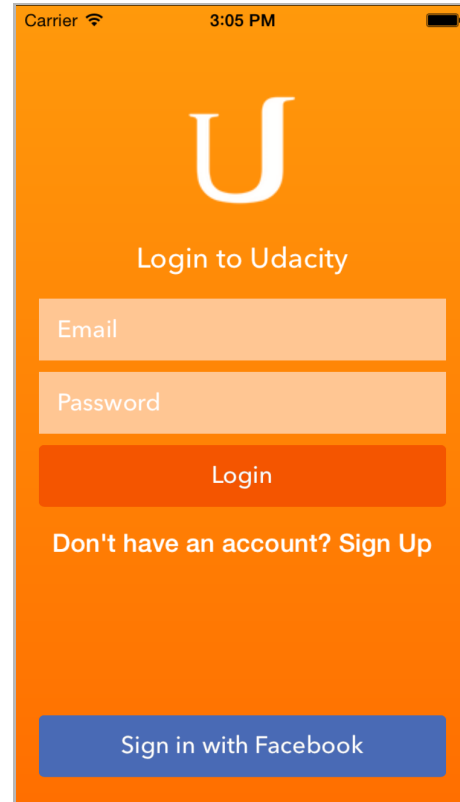 Carrier 3:05 PM
U
Login to Udacity
Email
Password
Login
Don't have an account? Sign Up
Sign in with Facebook